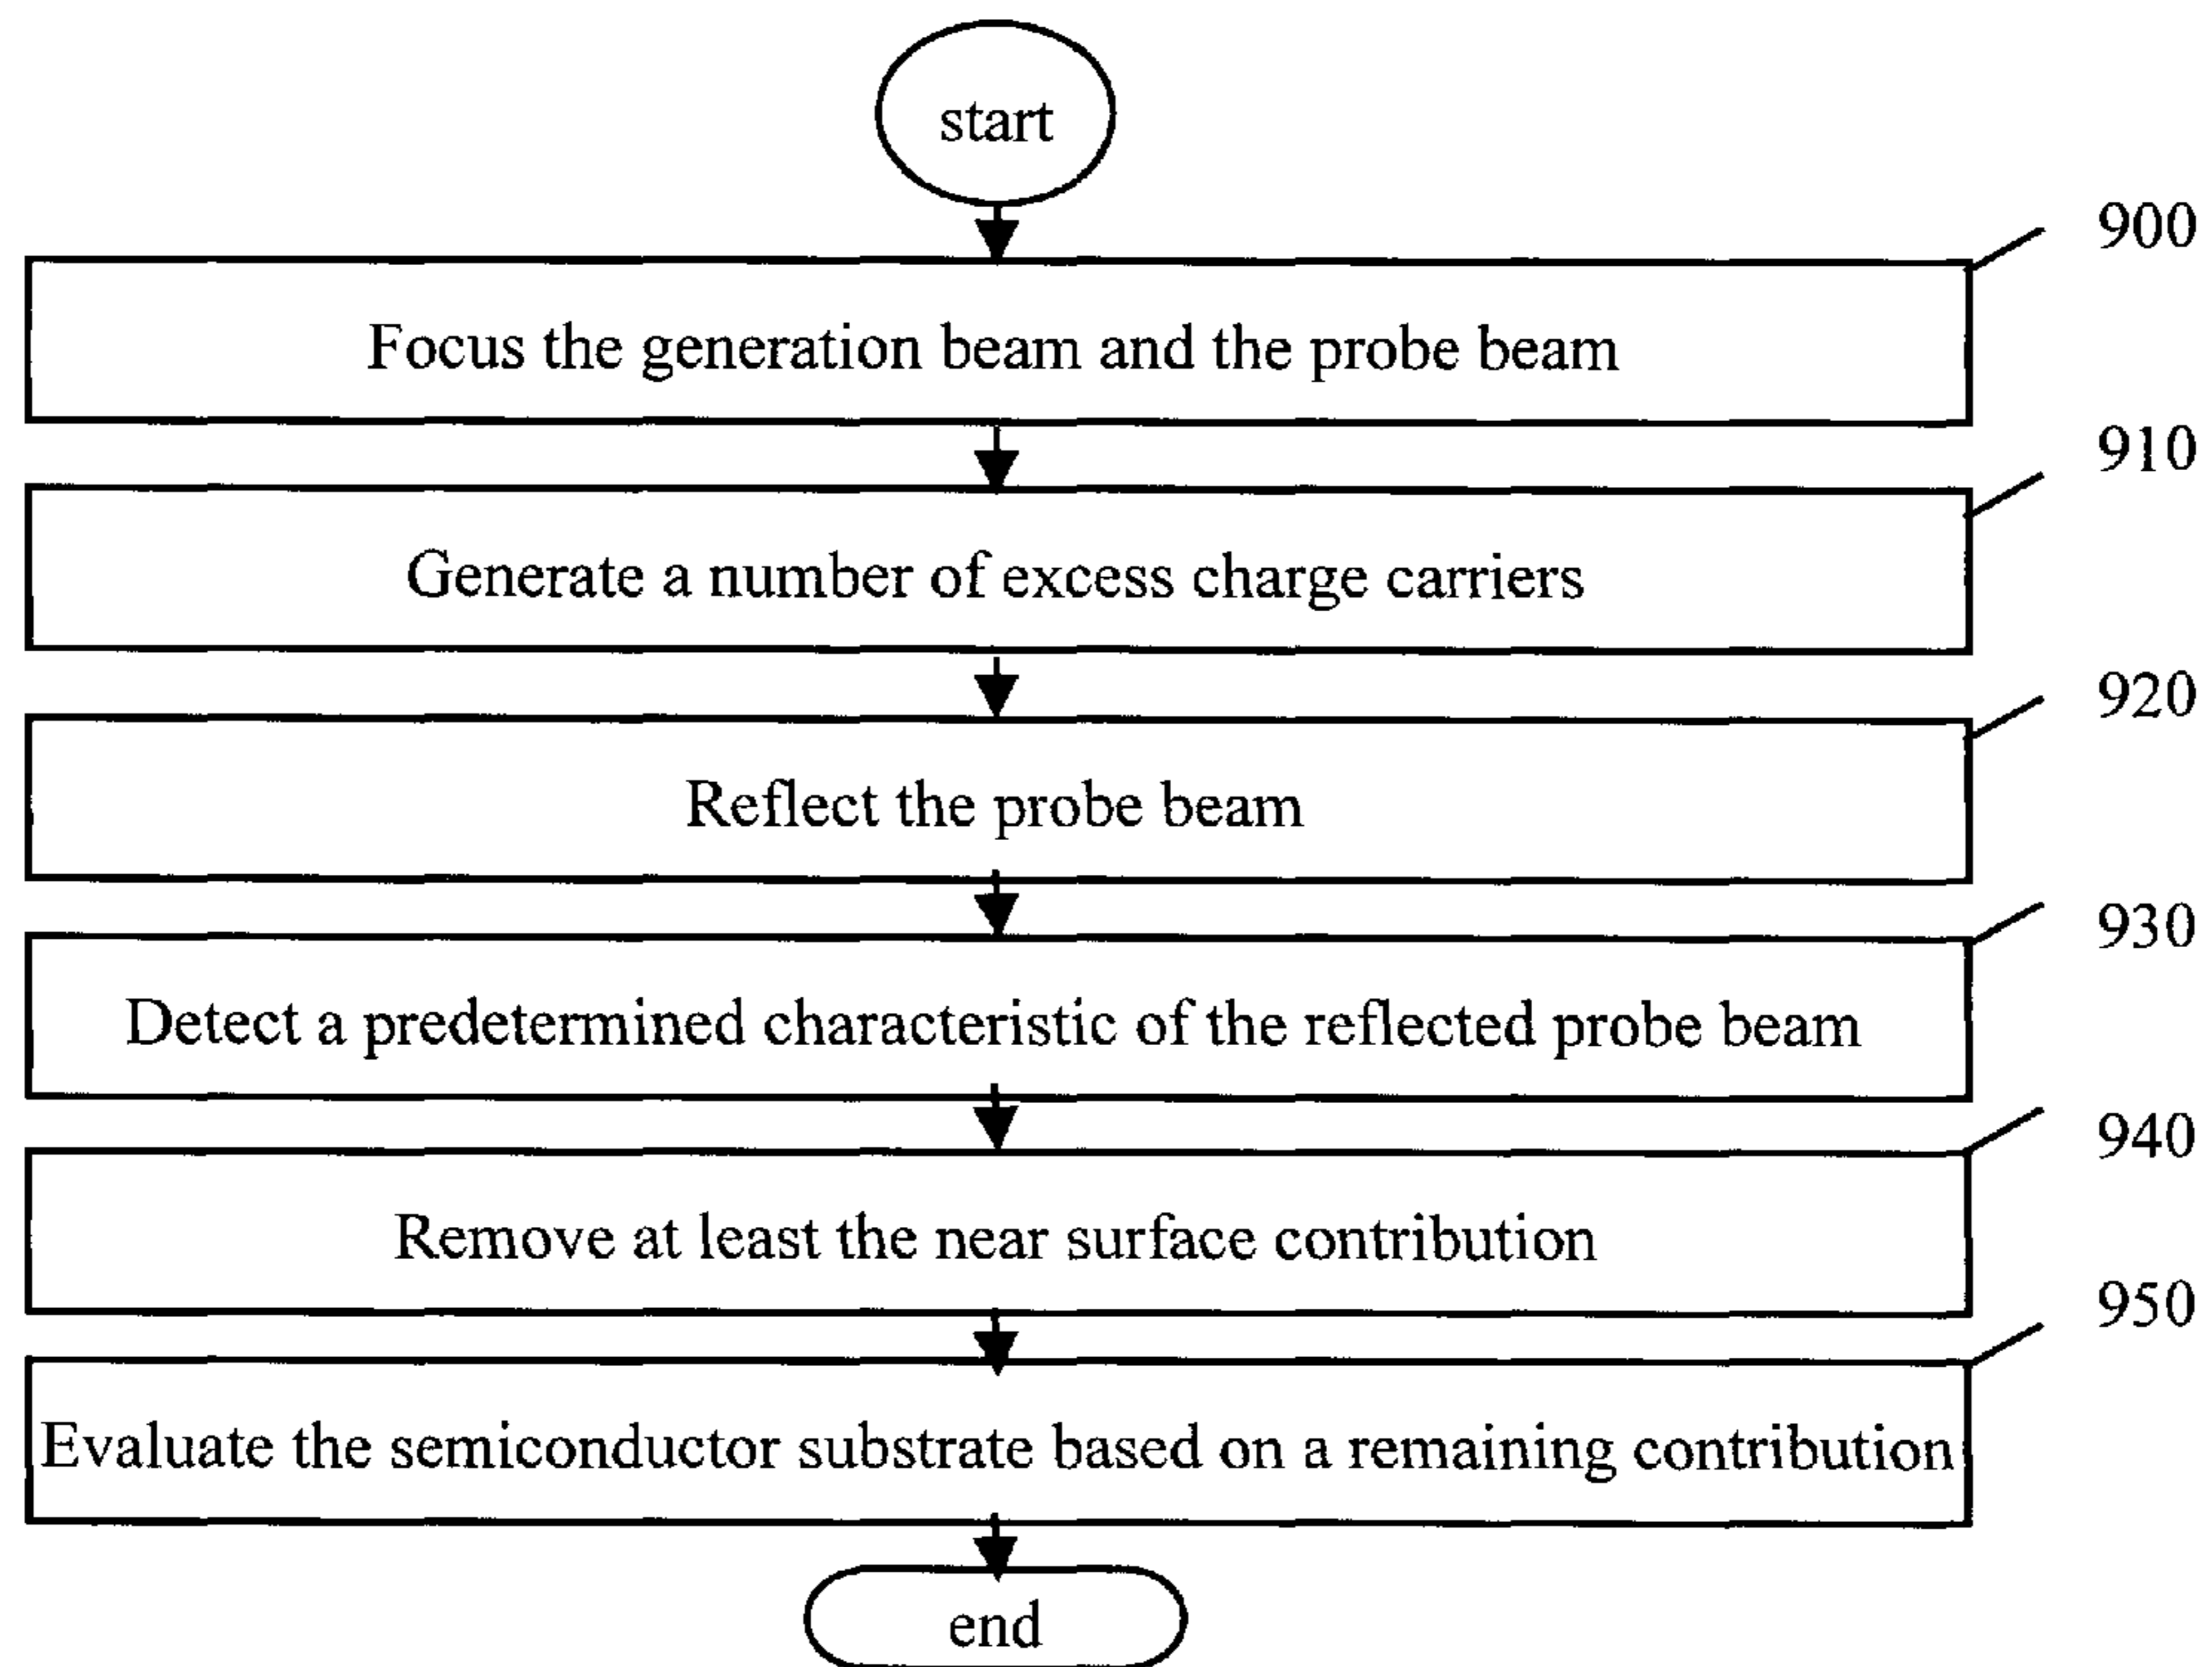 start
900
Focus the generation beam and the probe beam
910
Generate a number of excess charge carriers
920
Reflect the probe beam
930
Detect a predetermined characteristic of the reflected probe beam
940
Remove at least the near surface contribution
950
Evaluate the semiconductor substrate based on a remaining contribution
end